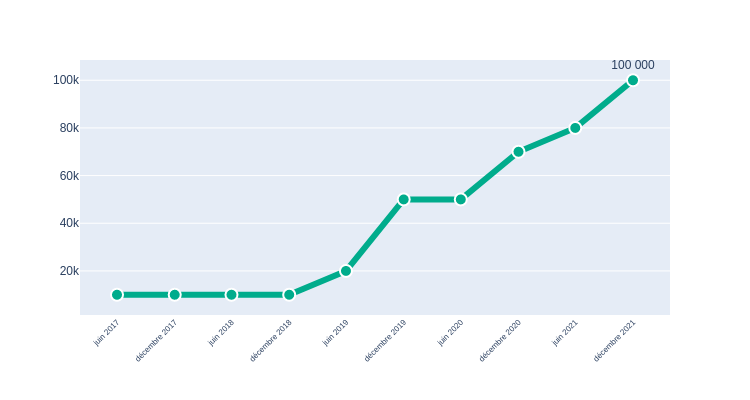 100 000
100k
80k
60k
40k
20k
juin 2017
décembre 2017
juin 2018
décembre 2018
juin 2019
décembre 2019
juin 2020
décembre 2020
juin 2021
décembre 2021